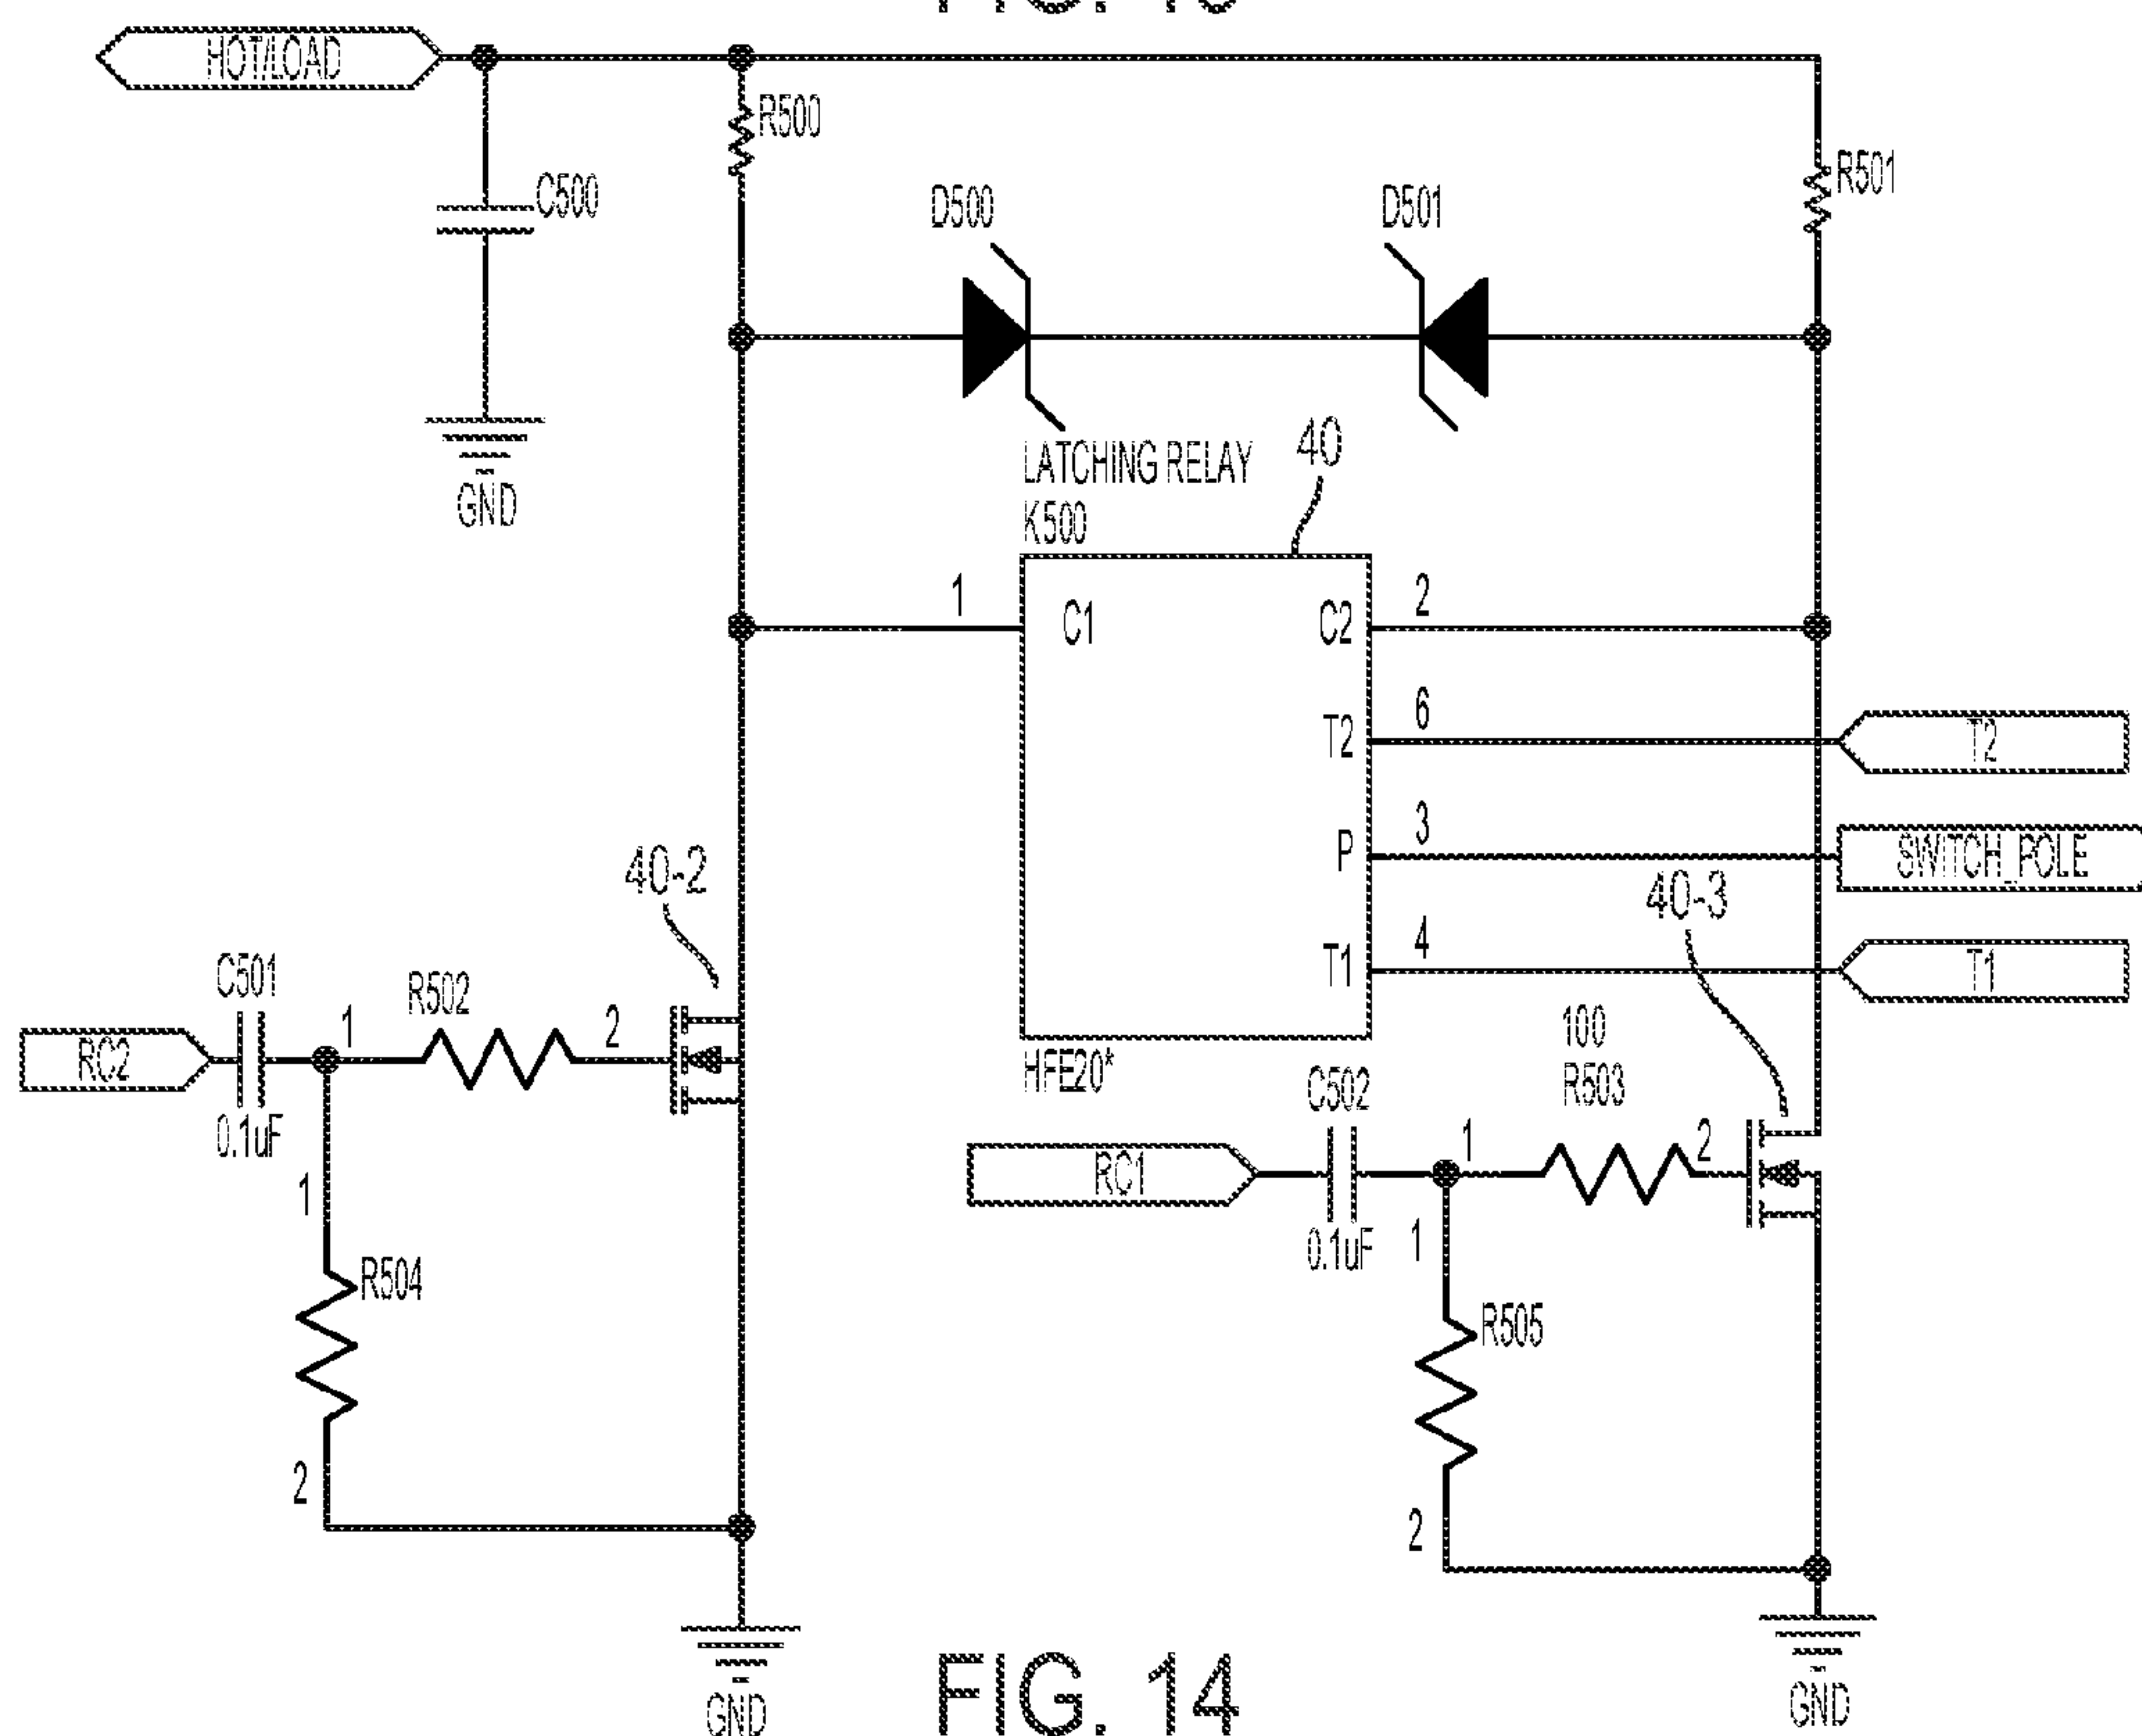 HOT/LOAD
R500
C500
R501
D500
D501
GND
LATCHING RELAY
40
K500
1
C1
C2
2
T2
6
T2
P
3
SWITCH_POLE
T1
4
T1
40-2
40-3
C501
R502
RC2
1
2
0.1uF
HFE20*
100
C502
R503
RC1
1
2
0.1uF
1
R504
2
1
R505
2
GND
FIG. 14
GND